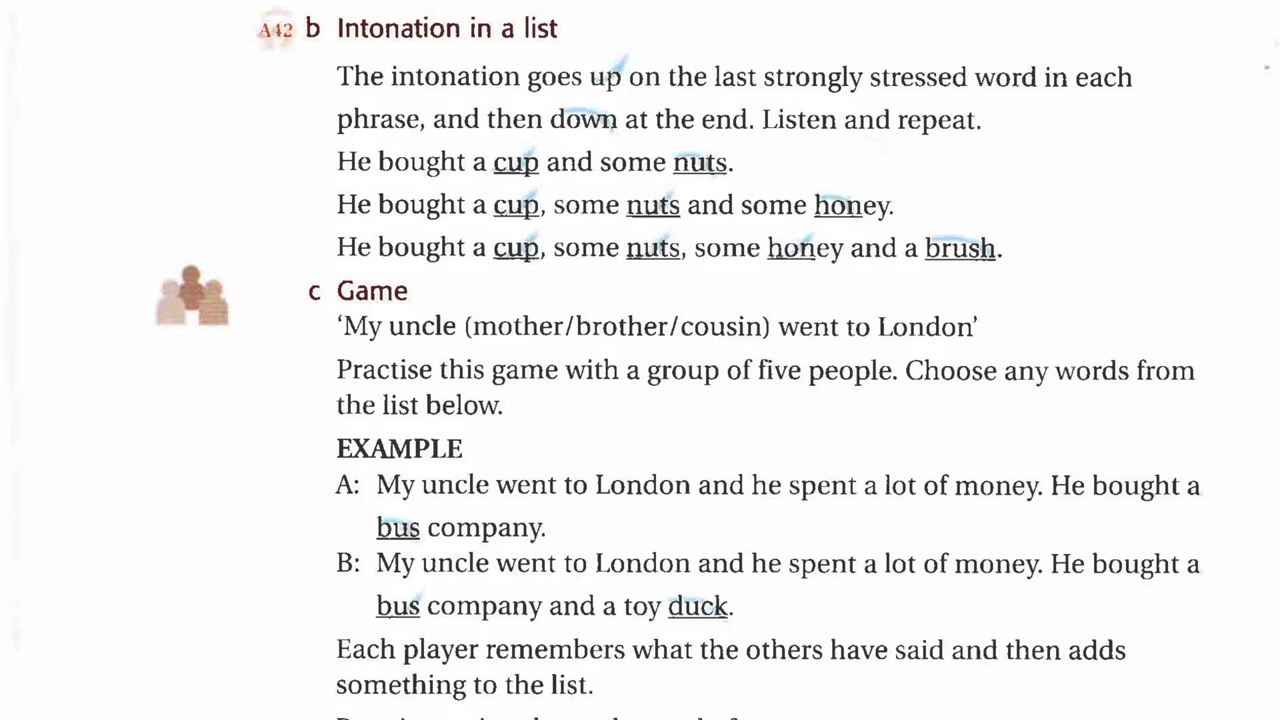 A42 b Intonation in a list
The intonation goes up on the last strongly stressed word in each
phrase, and then down at the end. Listen and repeat.
He bought a cup and some nuts.
He bought a cup, some nuts and some honey.
He bought a cup, some nuts, some honey and a brush.
c Game
‘My uncle (mother/brother/cousin) went to London’
Practise this game with a group of five people. Choose any words from
the list below.
EXAMPLE
A: My uncle went to London and he spent a lot of money. He bought a
bus company.
B: My uncle went to London and he spent a lot of money. He bought a
bus company and a toy duck.
Each player remembers what the others have said and then adds
something to the list.